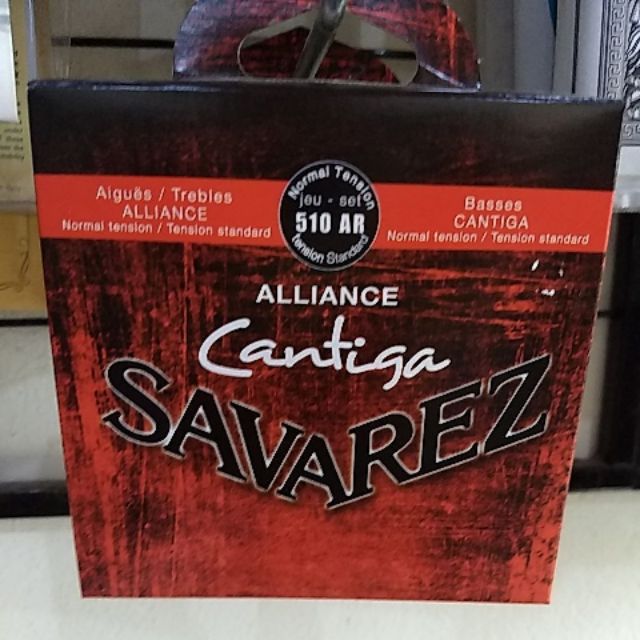 Aiguës / Trebles
ALLIANCE
Normal tension / Tension standard
Normal Tension
jeu - set
510 AR
Tension Standard
Basses
CANTIGA
Normal tension / Tension standard
ALLIANCE
Cantiga
SAVAREZ